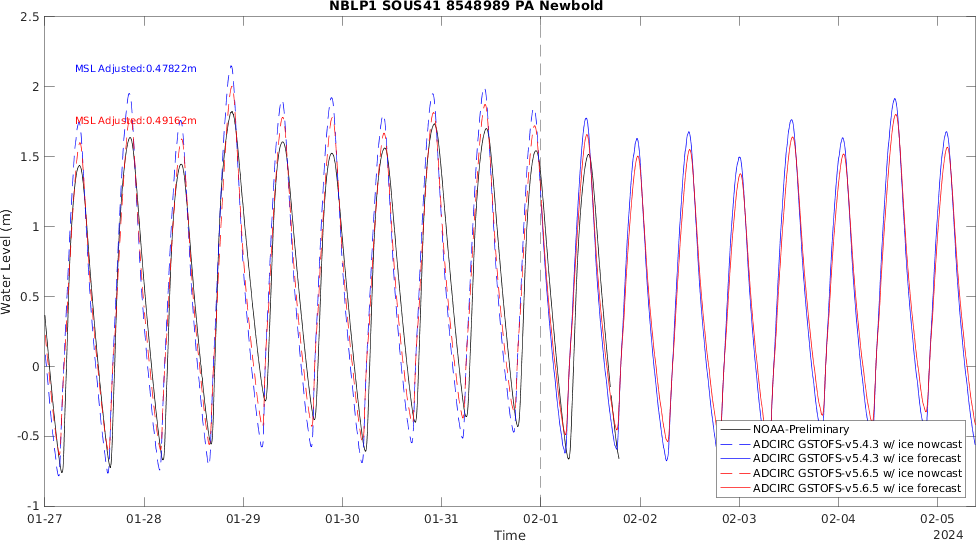 NBLP1 SOUS41 8548989 PA Newbold
2.5
2
1.5
1
0.5
0
-0.5
-1
Water Level (m)
MSL Adjusted:0.47822m
MSL Adjusted:0.49162m
NOAA-Preliminary
ADCIRC GSTOFS-v5.4.3 w/ ice nowcast
ADCIRC GSTOFS-v5.4.3 w/ ice forecast
ADCIRC GSTOFS-v5.6.5 w/ ice nowcast
ADCIRC GSTOFS-v5.6.5 w/ ice forecast
01-27 01-28 01-29 01-30 01-31 02-01 02-02 02-03 02-04 02-05
Time
2024